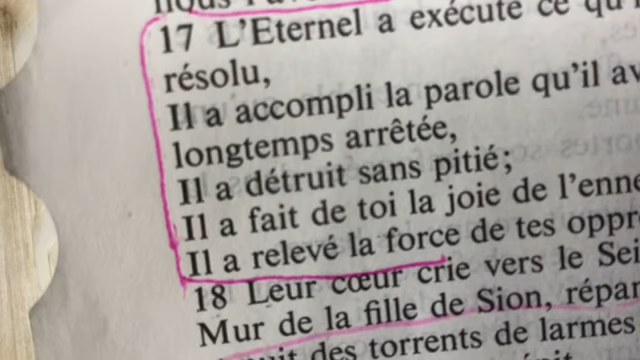 17 L'Eternel a exécuté ce qu'i
résolu,
Il a accompli la parole qu'il av
longtemps arrêtée,
Il a détruit sans pitié;
Il a fait de toi la joie de l'enne
Il a relevé la force de tes oppr
18 Leur cœur crie vers le Sei
Mur de la fille de Sion, répan
des torrents de larmes